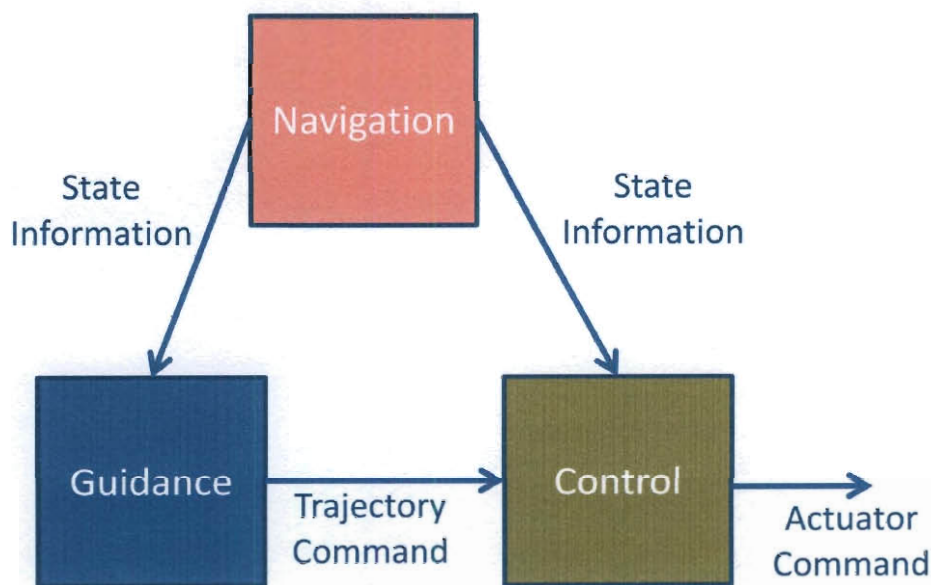 Navigation
State
Information
State
Information
Guidance
Trajectory
Command
Control
Actuator
Command